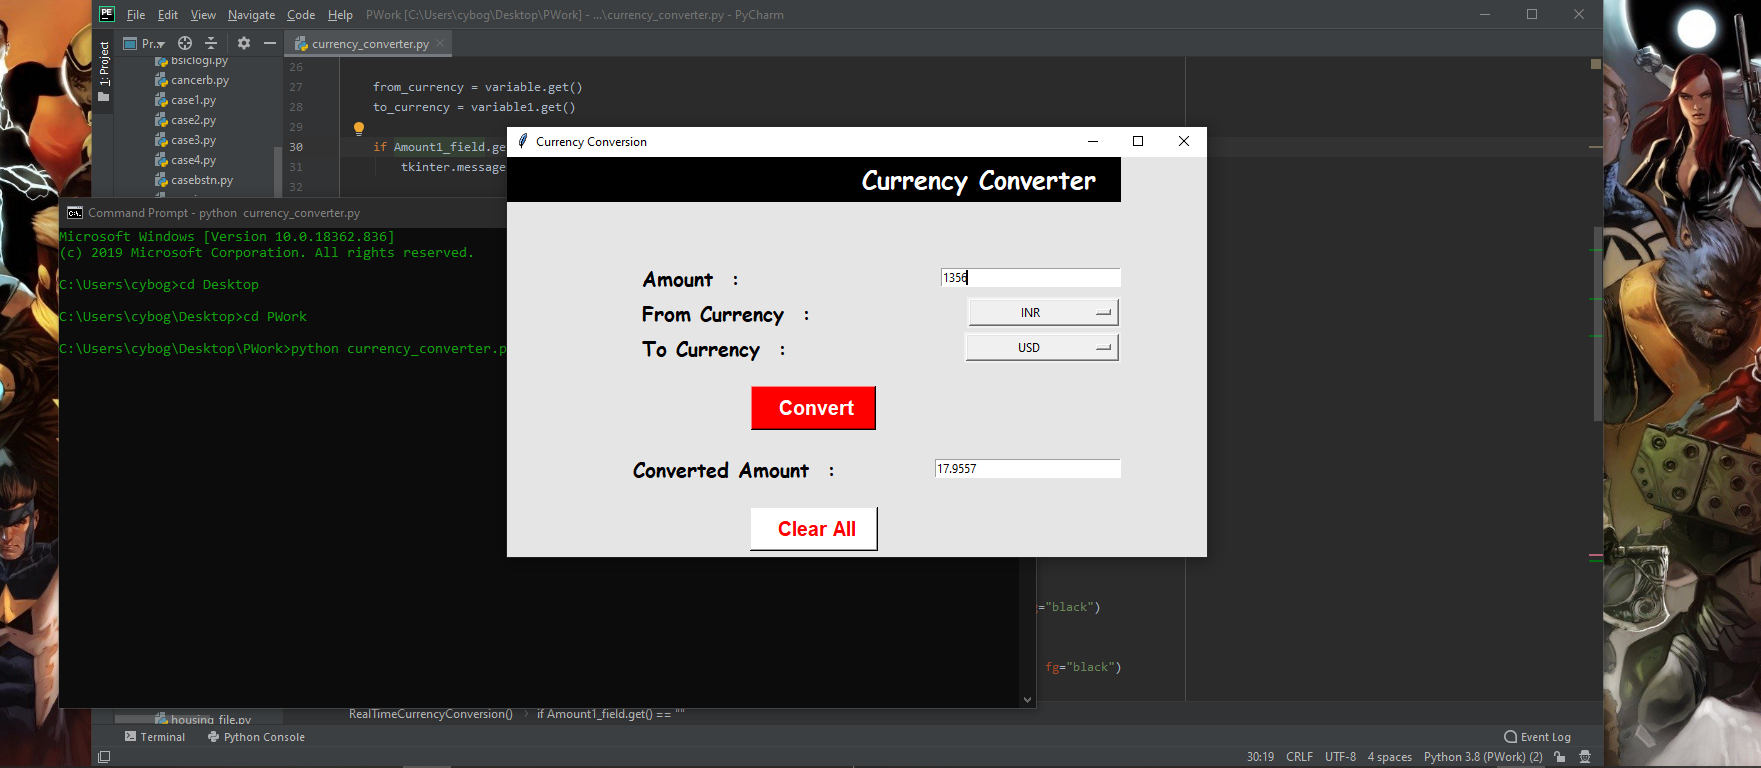 File Edit View Navigate Code Help PWork [C:\Users\cybog\Desktop\PWork] - ...\currency_converter.py - PyCharm
Pr... currency_converter.py
1: Project
bsiclogi.py
cancerb.py
case1.py
case2.py
case3.py
case4.py
casebstn.py
26
27 from_currency = variable.get()
28 to_currency = variable1.get()
29
30 if Amount1_field.ge
31 tkinter.message
32
Command Prompt - python currency_converter.py
Microsoft Windows [Version 10.0.18362.836]
(c) 2019 Microsoft Corporation. All rights reserved.
C:\Users\cybog>cd Desktop
C:\Users\cybog\Desktop>cd PWork
C:\Users\cybog\Desktop\PWork>python currency_converter.p
Currency Conversion
Currency Converter
Amount : 1356
From Currency : INR
To Currency : USD
Convert
Converted Amount : 17.9557
Clear All
="black")
fg="black")
housing_file.py
RealTimeCurrencyConversion() › if Amount1_field.get() == ""
Terminal Python Console Event Log
30:19 CRLF UTF-8 4 spaces Python 3.8 (PWork) (2)